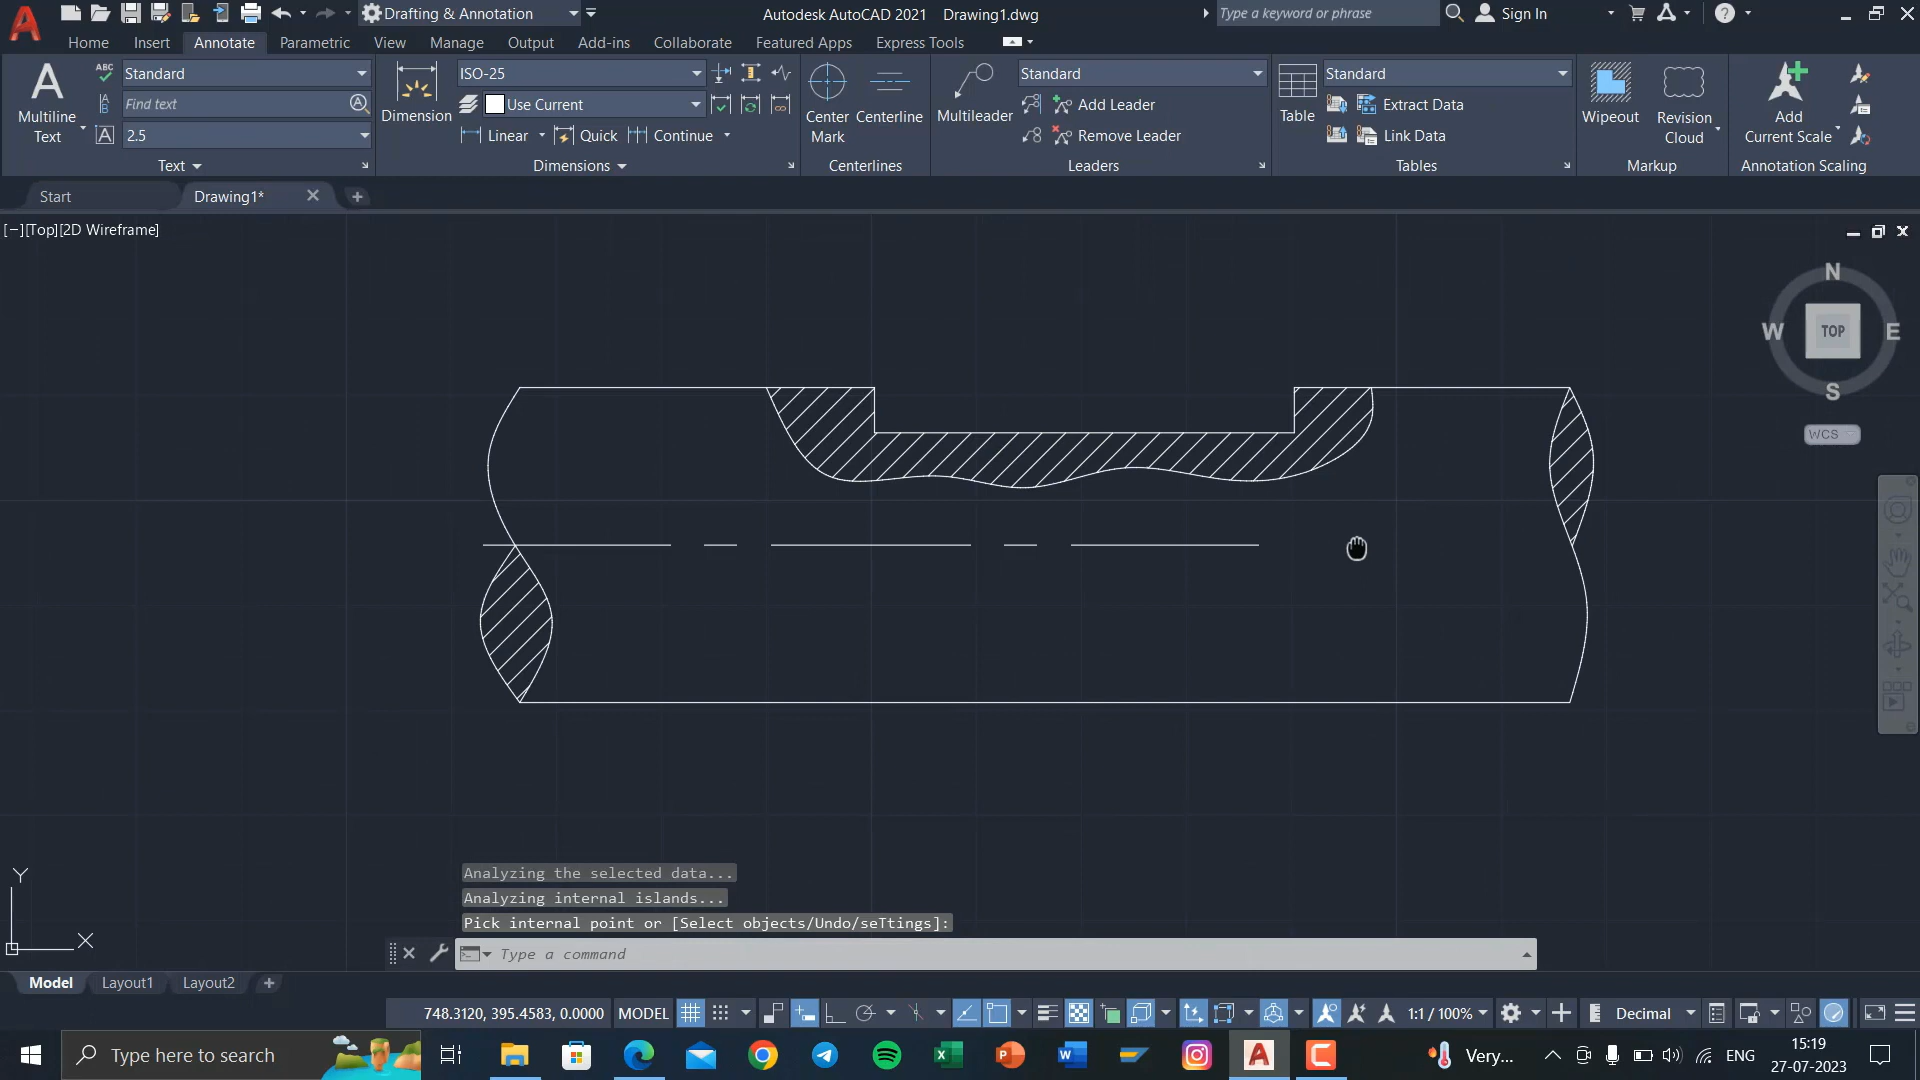 Drafting & Annotation
Autodesk AutoCAD 2021 Drawing1.dwg
Type a keyword or phrase
Sign In
Home Insert Annotate Parametric View Manage Output Add-ins Collaborate Featured Apps Express Tools
Multiline
Text
ABC
Standard
Find text
2.5
Text
Dimension
ISO-25
Use Current
Linear Quick Continue
Dimensions
Center
Mark
Centerline
Centerlines
Multileader
Standard
Add Leader
Remove Leader
Leaders
Table
Standard
Extract Data
Link Data
Tables
Wipeout
Revision
Cloud
Markup
Add
Current Scale
Annotation Scaling
Start Drawing1*
[−][Top][2D Wireframe]
N
W TOP E
S
WCS
Y
X
Analyzing the selected data...
Analyzing internal islands...
Pick internal point or [Select objects/Undo/seTtings]:
Type a command
Model Layout1 Layout2
748.3120, 395.4583, 0.0000 MODEL 1:1 / 100% Decimal
Type here to search
Very...
ENG
15:19
27-07-2023